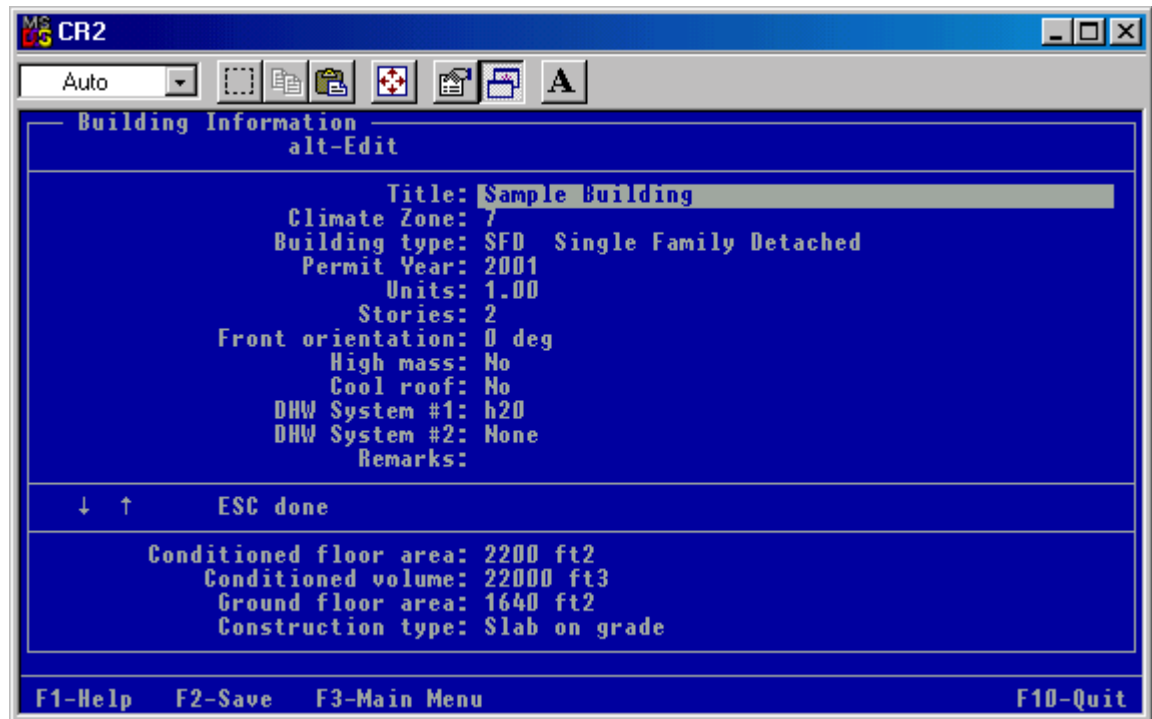 MS DOS CR2
Auto A
Building Information
alt-Edit
Title: Sample Building
Climate Zone: 7
Building type: SFD Single Family Detached
Permit Year: 2001
Units: 1.00
Stories: 2
Front orientation: 0 deg
High mass: No
Cool roof: No
DHW System #1: h20
DHW System #2: None
Remarks:
↓ ↑ ESC done
Conditioned floor area: 2200 ft2
Conditioned volume: 22000 ft3
Ground floor area: 1640 ft2
Construction type: Slab on grade
F1-Help F2-Save F3-Main Menu F10-Quit